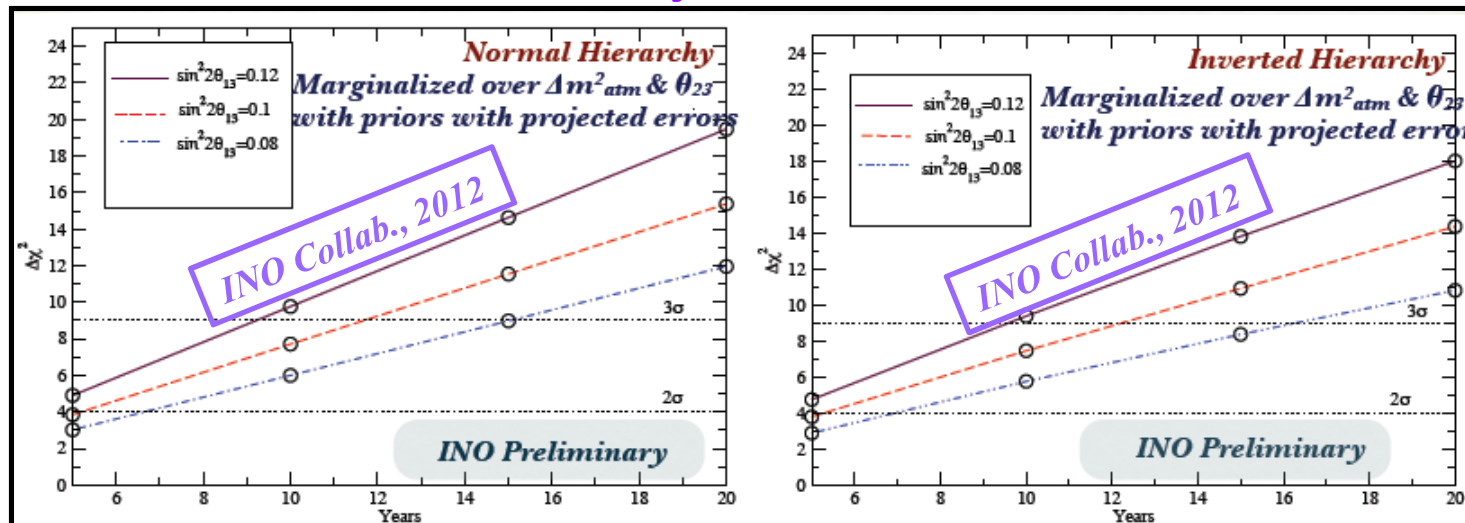 24
22
20
18
16
14
12
10
8
6
4
2
0
Δχ²
sin²2θ₁₃=0.12
sin²2θ₁₃=0.1
sin²2θ₁₃=0.08
Normal Hierarchy
Marginalized over Δm²atm & θ₂₃
with priors with projected errors
INO Collab., 2012
3σ
2σ
INO Preliminary
6 8 10 12 14 16 18 20
Years
24
22
20
18
16
14
12
10
8
6
4
2
0
Δχ²
sin²2θ₁₃=0.12
sin²2θ₁₃=0.1
sin²2θ₁₃=0.08
Inverted Hierarchy
Marginalized over Δm²atm & θ₂₃
with priors with projected error
INO Collab., 2012
3σ
2σ
INO Preliminary
6 8 10 12 14 16 18 20
Years